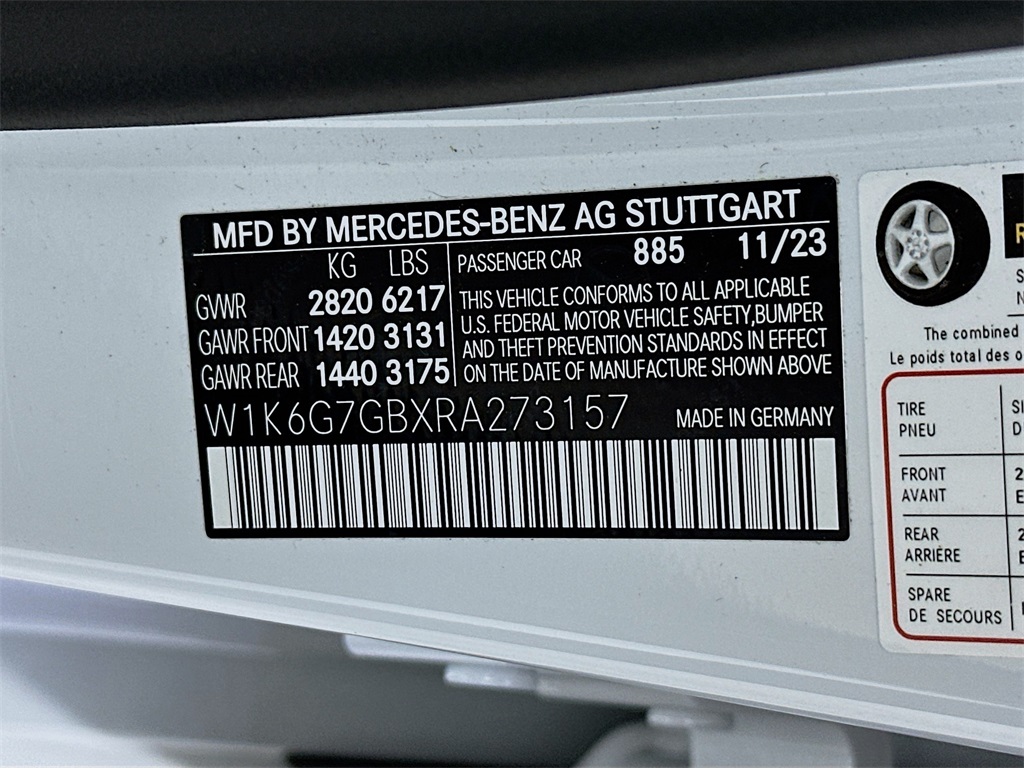 MFD BY MERCEDES-BENZ AG STUTTGART
KG LBS
GVWR 2820 6217
GAWR FRONT 1420 3131
GAWR REAR 1440 3175
PASSENGER CAR 885 11/23
THIS VEHICLE CONFORMS TO ALL APPLICABLE
U.S. FEDERAL MOTOR VEHICLE SAFETY,BUMPER
AND THEFT PREVENTION STANDARDS IN EFFECT
ON THE DATE OF MANUFACTURE SHOWN ABOVE
W1K6G7GBXRA273157 MADE IN GERMANY
The combined
Le poids total des
TIRE
PNEU
FRONT
AVANT
REAR
ARRIÈRE
SPARE
DE SECOURS